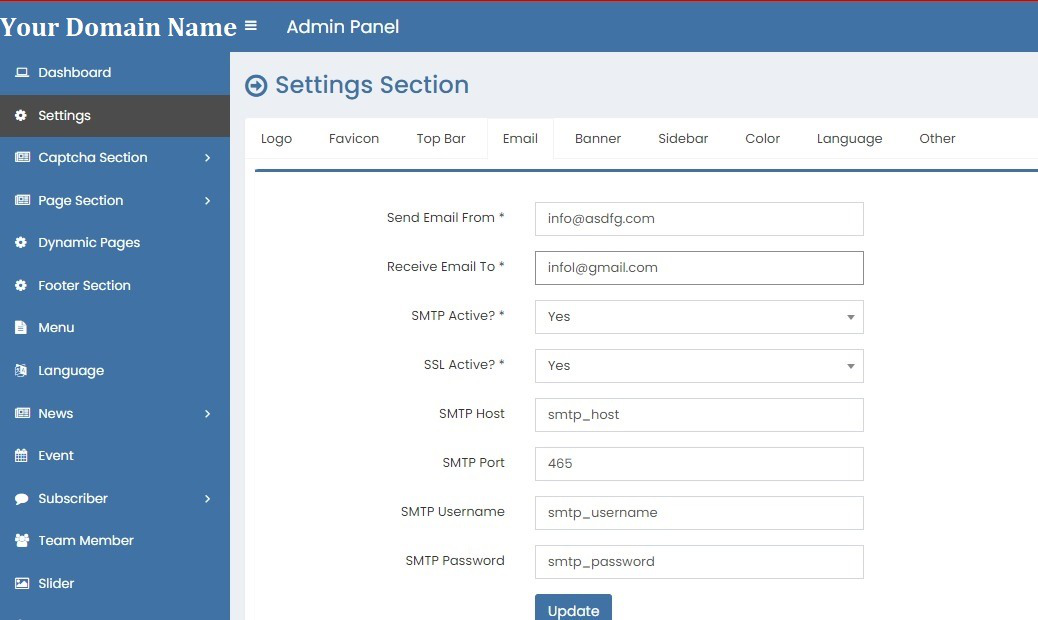 Your Domain Name
Admin Panel
Dashboard
Settings
Captcha Section
Page Section
Dynamic Pages
Footer Section
Menu
Language
News
Event
Subscriber
Team Member
Slider
Settings Section
Logo Favicon Top Bar Email Banner Sidebar Color Language Other
Send Email From * info@asdfg.com
Receive Email To * infol@gmail.com
SMTP Active? * Yes
SSL Active? * Yes
SMTP Host smtp_host
SMTP Port 465
SMTP Username smtp_username
SMTP Password smtp_password
Update